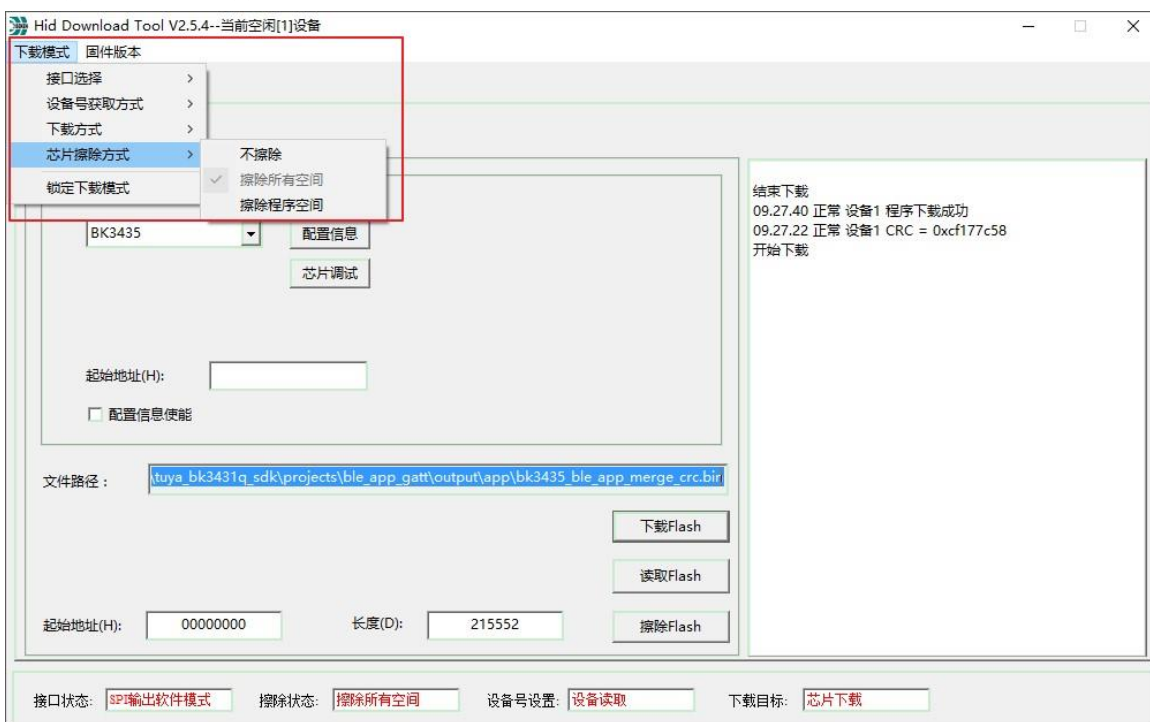 Hid Download Tool V2.5.4--当前空闲[1]设备
下载模式 固件版本
接口选择
设备号获取方式
下载方式
芯片擦除方式
不擦除
擦除所有空间
锁定下载模式
擦除程序空间
BK3435
配置信息
芯片调试
起始地址(H):
配置信息使能
文件路径：
\tuya_bk3431q_sdk\projects\ble_app_gatt\output\app\bk3435_ble_app_merge_crc.bin
下载Flash
读取Flash
起始地址(H): 00000000 长度(D): 215552 擦除Flash
结束下载
09.27.40 正常 设备1 程序下载成功
09.27.22 正常 设备1 CRC = 0xcf177c58
开始下载
接口状态: SPI输出软件模式 擦除状态: 擦除所有空间 设备号设置: 设备读取 下载目标: 芯片下载